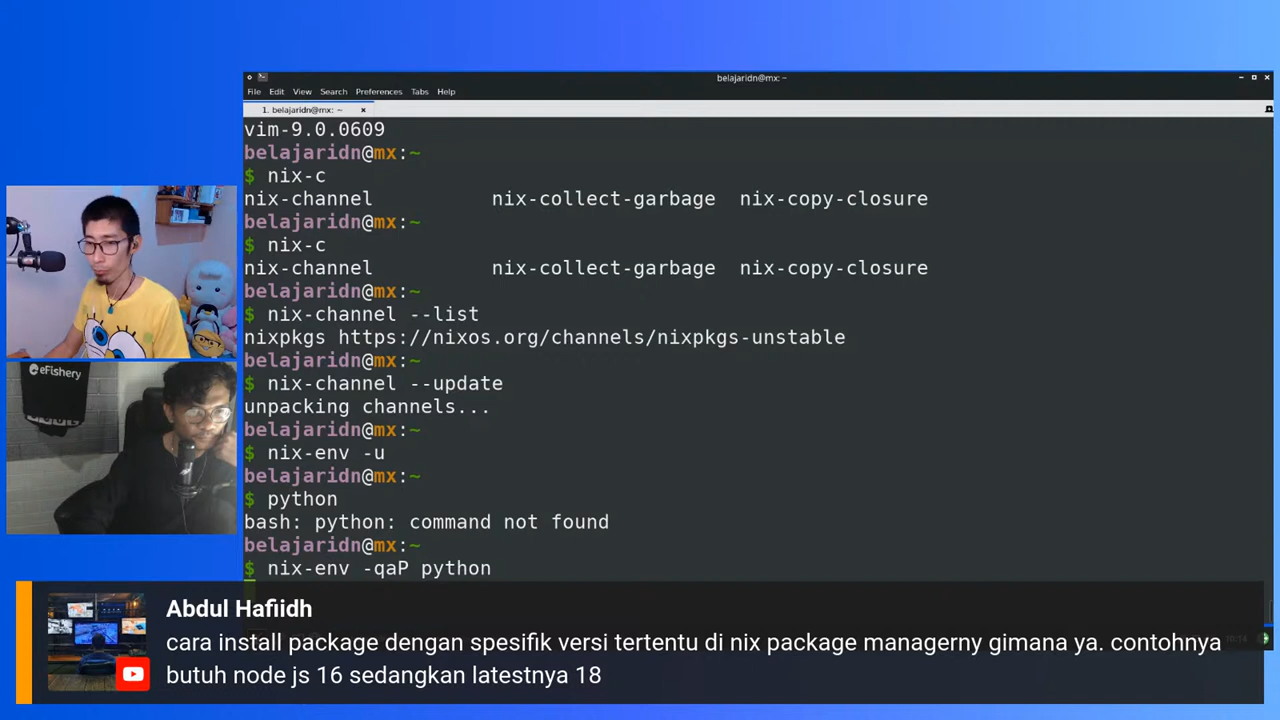 belajaridn@mx: ~
File Edit View Search Preferences Tabs Help
1. belajaridn@mx: ~ ×
vim-9.0.0609
belajaridn@mx:~
$ nix-c
nix-channel nix-collect-garbage nix-copy-closure
belajaridn@mx:~
$ nix-c
nix-channel nix-collect-garbage nix-copy-closure
belajaridn@mx:~
$ nix-channel --list
nixpkgs https://nixos.org/channels/nixpkgs-unstable
belajaridn@mx:~
$ nix-channel --update
unpacking channels...
belajaridn@mx:~
$ nix-env -u
belajaridn@mx:~
$ python
bash: python: command not found
belajaridn@mx:~
$ nix-env -qaP python
eFishery
Abdul Hafiidh
cara install package dengan spesifik versi tertentu di nix package managerny gimana ya. contohnya
butuh node js 16 sedangkan latestnya 18